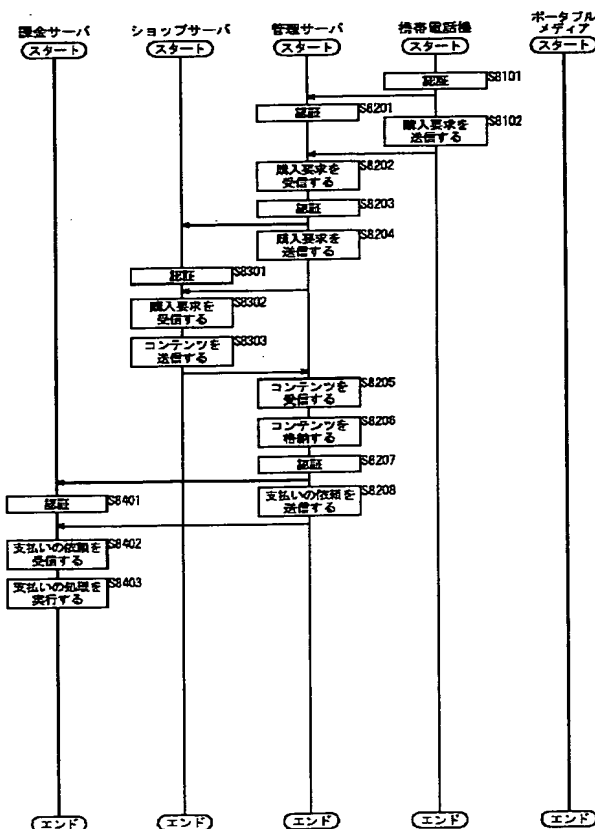 課金サーバ
ショップサーバ
管理サーバ
携帯電話機
ポータブル
メディア
スタート
スタート
スタート
スタート
スタート
認証
S8101
認証
S8201
購入要求を
送信する
S8102
購入要求を
受信する
S8202
認証
S8203
購入要求を
送信する
S8204
認証
S8301
購入要求を
受信する
S8302
コンテンツを
送信する
S8303
コンテンツを
受信する
S8205
コンテンツを
格納する
S8206
認証
S8207
支払いの依頼を
送信する
S8208
認証
S8401
支払いの依頼を
受信する
S8402
支払いの処理を
実行する
S8403
エンド
エンド
エンド
エンド
エンド